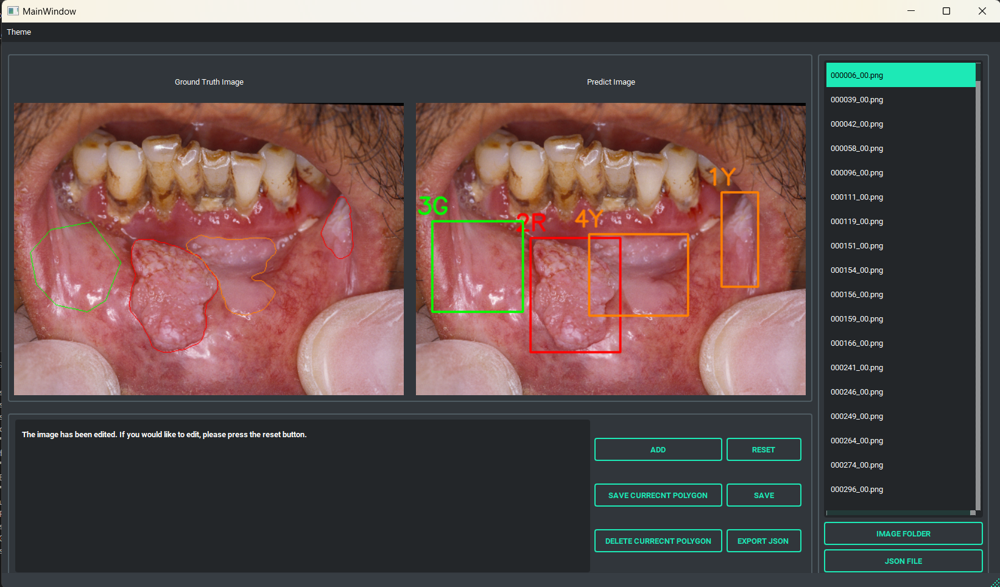 MainWindow
Theme
Ground Truth Image
Predict Image
3G
2R
4Y
1Y
The image has been edited. If you would like to edit, please press the reset button.
ADD
RESET
SAVE CURRECNT POLYGON
SAVE
DELETE CURRECNT POLYGON
EXPORT JSON
000006_00.png
000039_00.png
000042_00.png
000058_00.png
000096_00.png
000111_00.png
000119_00.png
000151_00.png
000154_00.png
000156_00.png
000159_00.png
000166_00.png
000241_00.png
000246_00.png
000249_00.png
000264_00.png
000274_00.png
000296_00.png
IMAGE FOLDER
JSON FILE